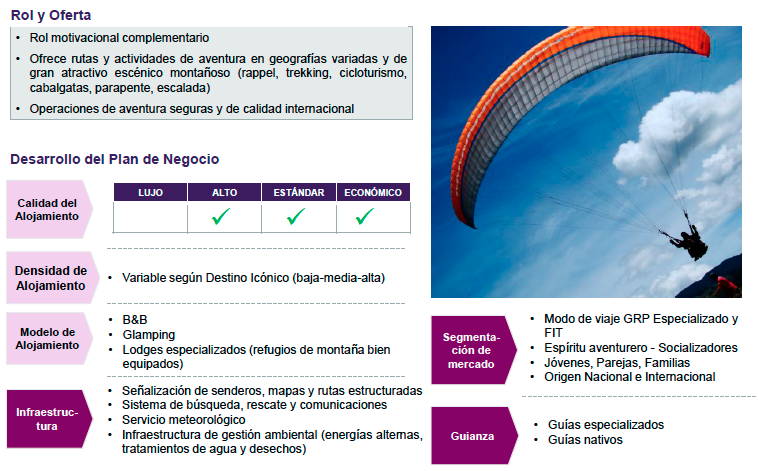 Rol y Oferta
• Rol motivacional complementario
• Ofrece rutas y actividades de aventura en geografías variadas y de
gran atractivo escénico montañoso (rappel, trekking, cicloturismo,
cabalgatas, parapente, escalada)
• Operaciones de aventura seguras y de calidad internacional
Desarrollo del Plan de Negocio
Calidad del
Alojamiento
LUJO ALTO ESTÁNDAR ECONÓMICO
✓ ✓ ✓
Densidad de
Alojamiento
• Variable según Destino Icónico (baja-media-alta)
Modelo de
Alojamiento
• B&B
• Glamping
• Lodges especializados (refugios de montaña bien
equipados)
Infraestruc-
tura
• Señalización de senderos, mapas y rutas estructuradas
• Sistema de búsqueda, rescate y comunicaciones
• Servicio meteorológico
• Infraestructura de gestión ambiental (energías alternas,
tratamientos de agua y desechos)
Segmenta-
ción de
mercado
• Modo de viaje GRP Especializado y
FIT
• Espíritu aventurero - Socializadores
• Jóvenes, Parejas, Familias
• Origen Nacional e Internacional
Guianza
• Guías especializados
• Guías nativos